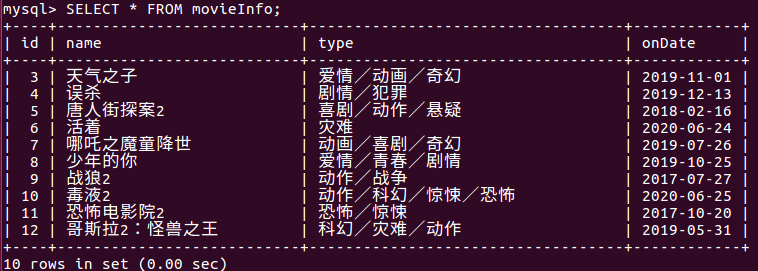 mysql> SELECT * FROM movieInfo;
+----+--------------------------+----------------------------------+------------+
| id | name | type | onDate |
+----+--------------------------+----------------------------------+------------+
| 3 | 天气之子 | 爱情／动画／奇幻 | 2019-11-01 |
| 4 | 误杀 | 剧情／犯罪 | 2019-12-13 |
| 5 | 唐人街探案2 | 喜剧／动作／悬疑 | 2018-02-16 |
| 6 | 活着 | 灾难 | 2020-06-24 |
| 7 | 哪吒之魔童降世 | 动画／喜剧／奇幻 | 2019-07-26 |
| 8 | 少年的你 | 爱情／青春／剧情 | 2019-10-25 |
| 9 | 战狼2 | 动作／战争 | 2017-07-27 |
| 10 | 毒液2 | 动作／科幻／惊悚／恐怖 | 2020-06-25 |
| 11 | 恐怖电影院2 | 恐怖／惊悚 | 2017-10-20 |
| 12 | 哥斯拉2：怪兽之王 | 科幻／灾难／动作 | 2019-05-31 |
+----+--------------------------+----------------------------------+------------+
10 rows in set (0.00 sec)